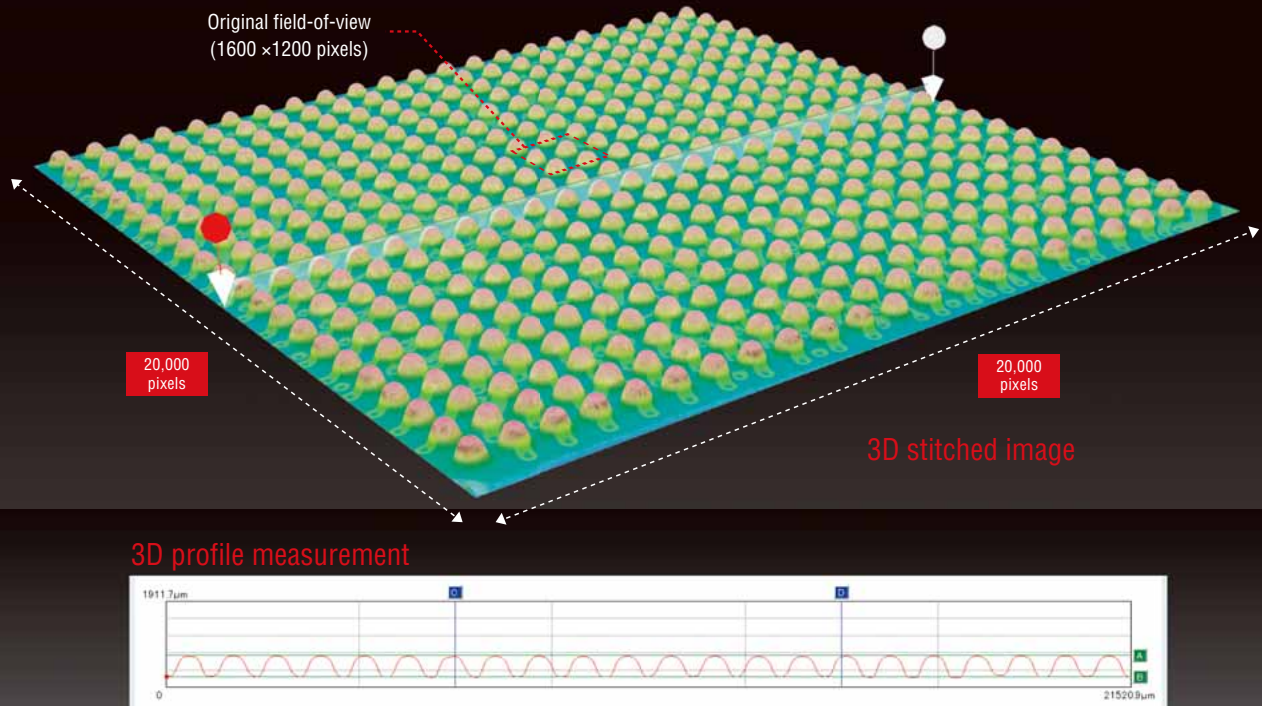 Original field-of-view
(1600 ×1200 pixels)
20,000
pixels
20,000
pixels
3D stitched image
3D profile measurement
1911.7µm
A
B
0
21520.9µm